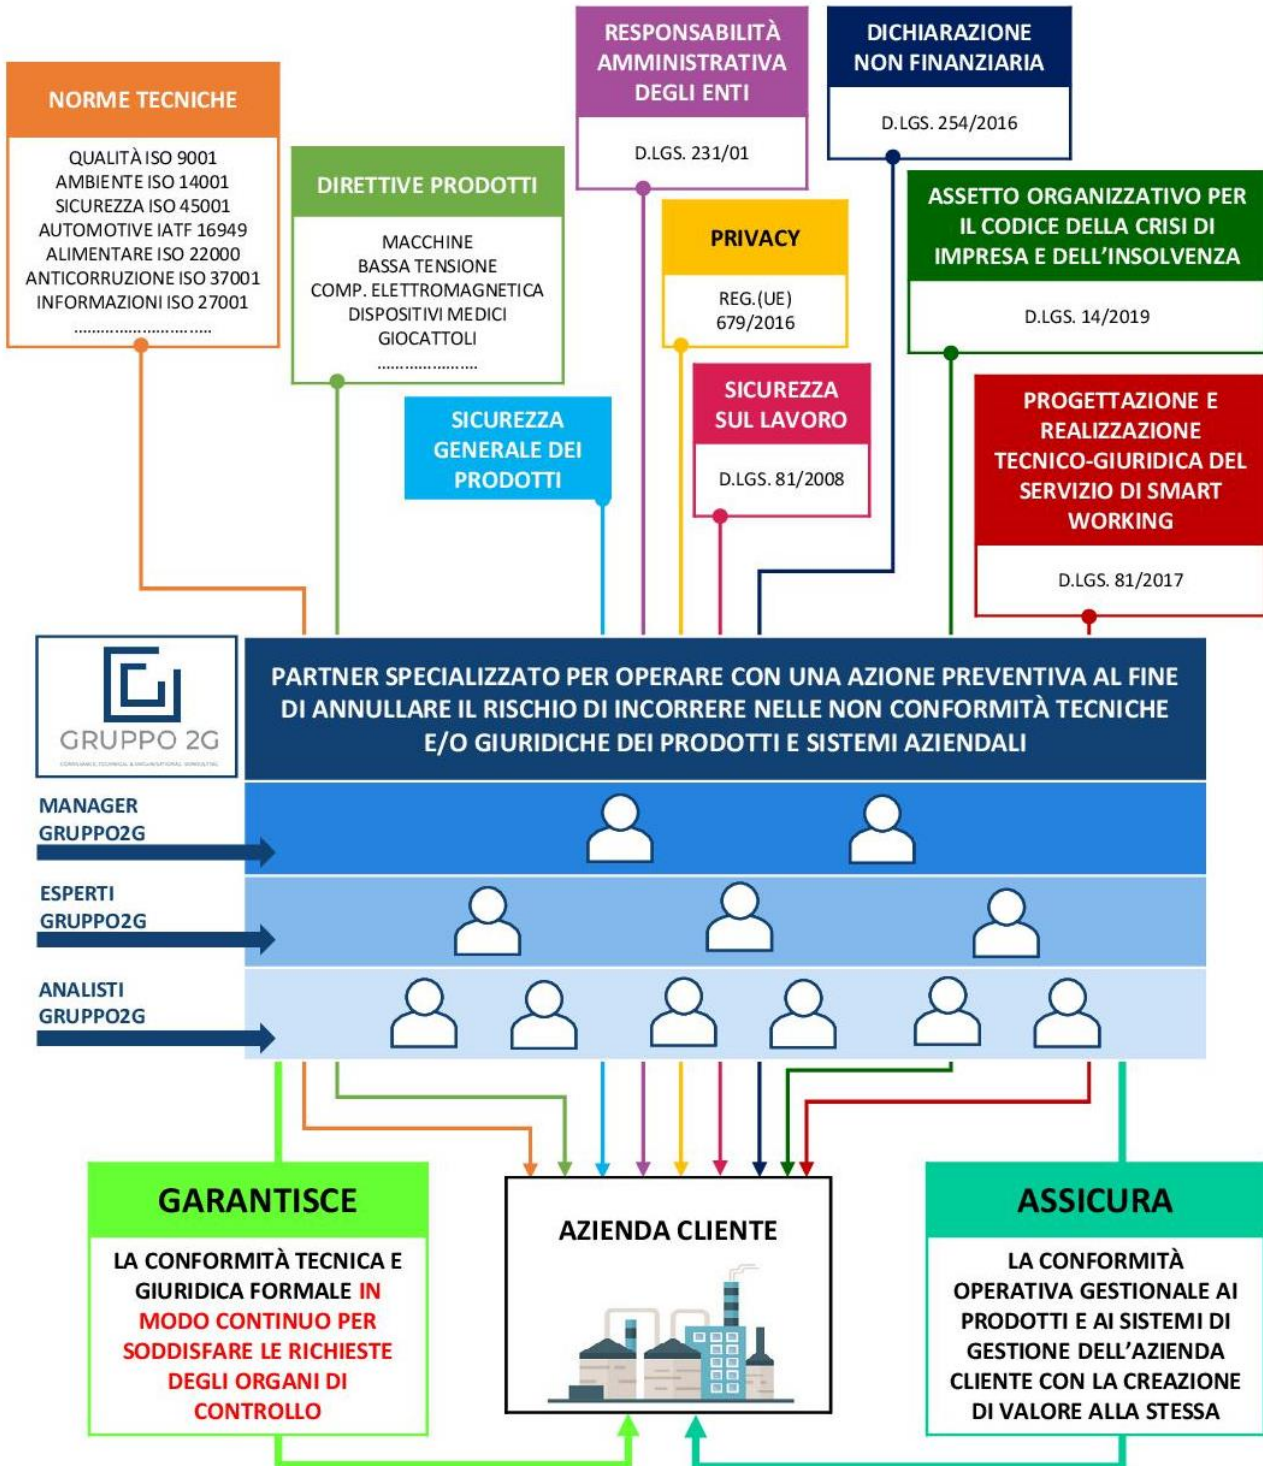 NORME TECNICHE
QUALITÀ ISO 9001
AMBIENTE ISO 14001
SICUREZZA ISO 45001
AUTOMOTIVE IATF 16949
ALIMENTARE ISO 22000
ANTICORRUZIONE ISO 37001
INFORMAZIONI ISO 27001
...........................
DIRETTIVE PRODOTTI
MACCHINE
BASSA TENSIONE
COMP. ELETTROMAGNETICA
DISPOSITIVI MEDICI
GIOCATTOLI
....................
SICUREZZA
GENERALE DEI
PRODOTTI
RESPONSABILITÀ
AMMINISTRATIVA
DEGLI ENTI
D.LGS. 231/01
PRIVACY
REG.(UE)
679/2016
SICUREZZA
SUL LAVORO
D.LGS. 81/2008
DICHIARAZIONE
NON FINANZIARIA
D.LGS. 254/2016
ASSETTO ORGANIZZATIVO PER
IL CODICE DELLA CRISI DI
IMPRESA E DELL'INSOLVENZA
D.LGS. 14/2019
PROGETTAZIONE E
REALIZZAZIONE
TECNICO-GIURIDICA DEL
SERVIZIO DI SMART
WORKING
D.LGS. 81/2017
GRUPPO 2G
COMPLIANCE, TECHNICAL & ORGANISATIONAL CONSULTING
PARTNER SPECIALIZZATO PER OPERARE CON UNA AZIONE PREVENTIVA AL FINE
DI ANNULLARE IL RISCHIO DI INCORRERE NELLE NON CONFORMITÀ TECNICHE
E/O GIURIDICHE DEI PRODOTTI E SISTEMI AZIENDALI
MANAGER
GRUPPO2G
ESPERTI
GRUPPO2G
ANALISTI
GRUPPO2G
GARANTISCE
LA CONFORMITÀ TECNICA E
GIURIDICA FORMALE IN
MODO CONTINUO PER
SODDISFARE LE RICHIESTE
DEGLI ORGANI DI
CONTROLLO
AZIENDA CLIENTE
ASSICURA
LA CONFORMITÀ
OPERATIVA GESTIONALE AI
PRODOTTI E AI SISTEMI DI
GESTIONE DELL'AZIENDA
CLIENTE CON LA CREAZIONE
DI VALORE ALLA STESSA